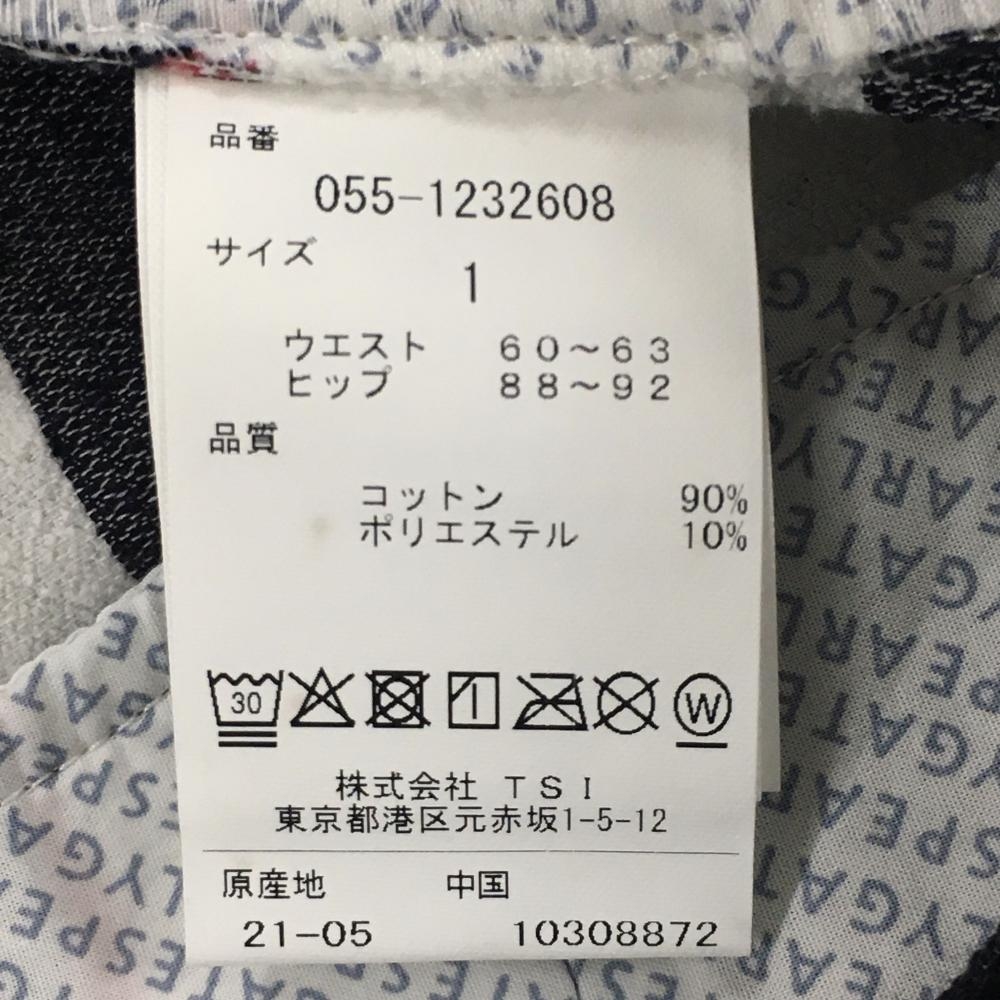 品番
055-1232608
サイズ
1
ウエスト 60～63
ヒップ 88～92
品質
コットン 90%
ポリエステル 10%
30 W
株式会社 TSI
東京都港区元赤坂1-5-12
原産地 中国
21-05 10308872
PEARLYGATES
PEARLYGATES
PEARLYGATES